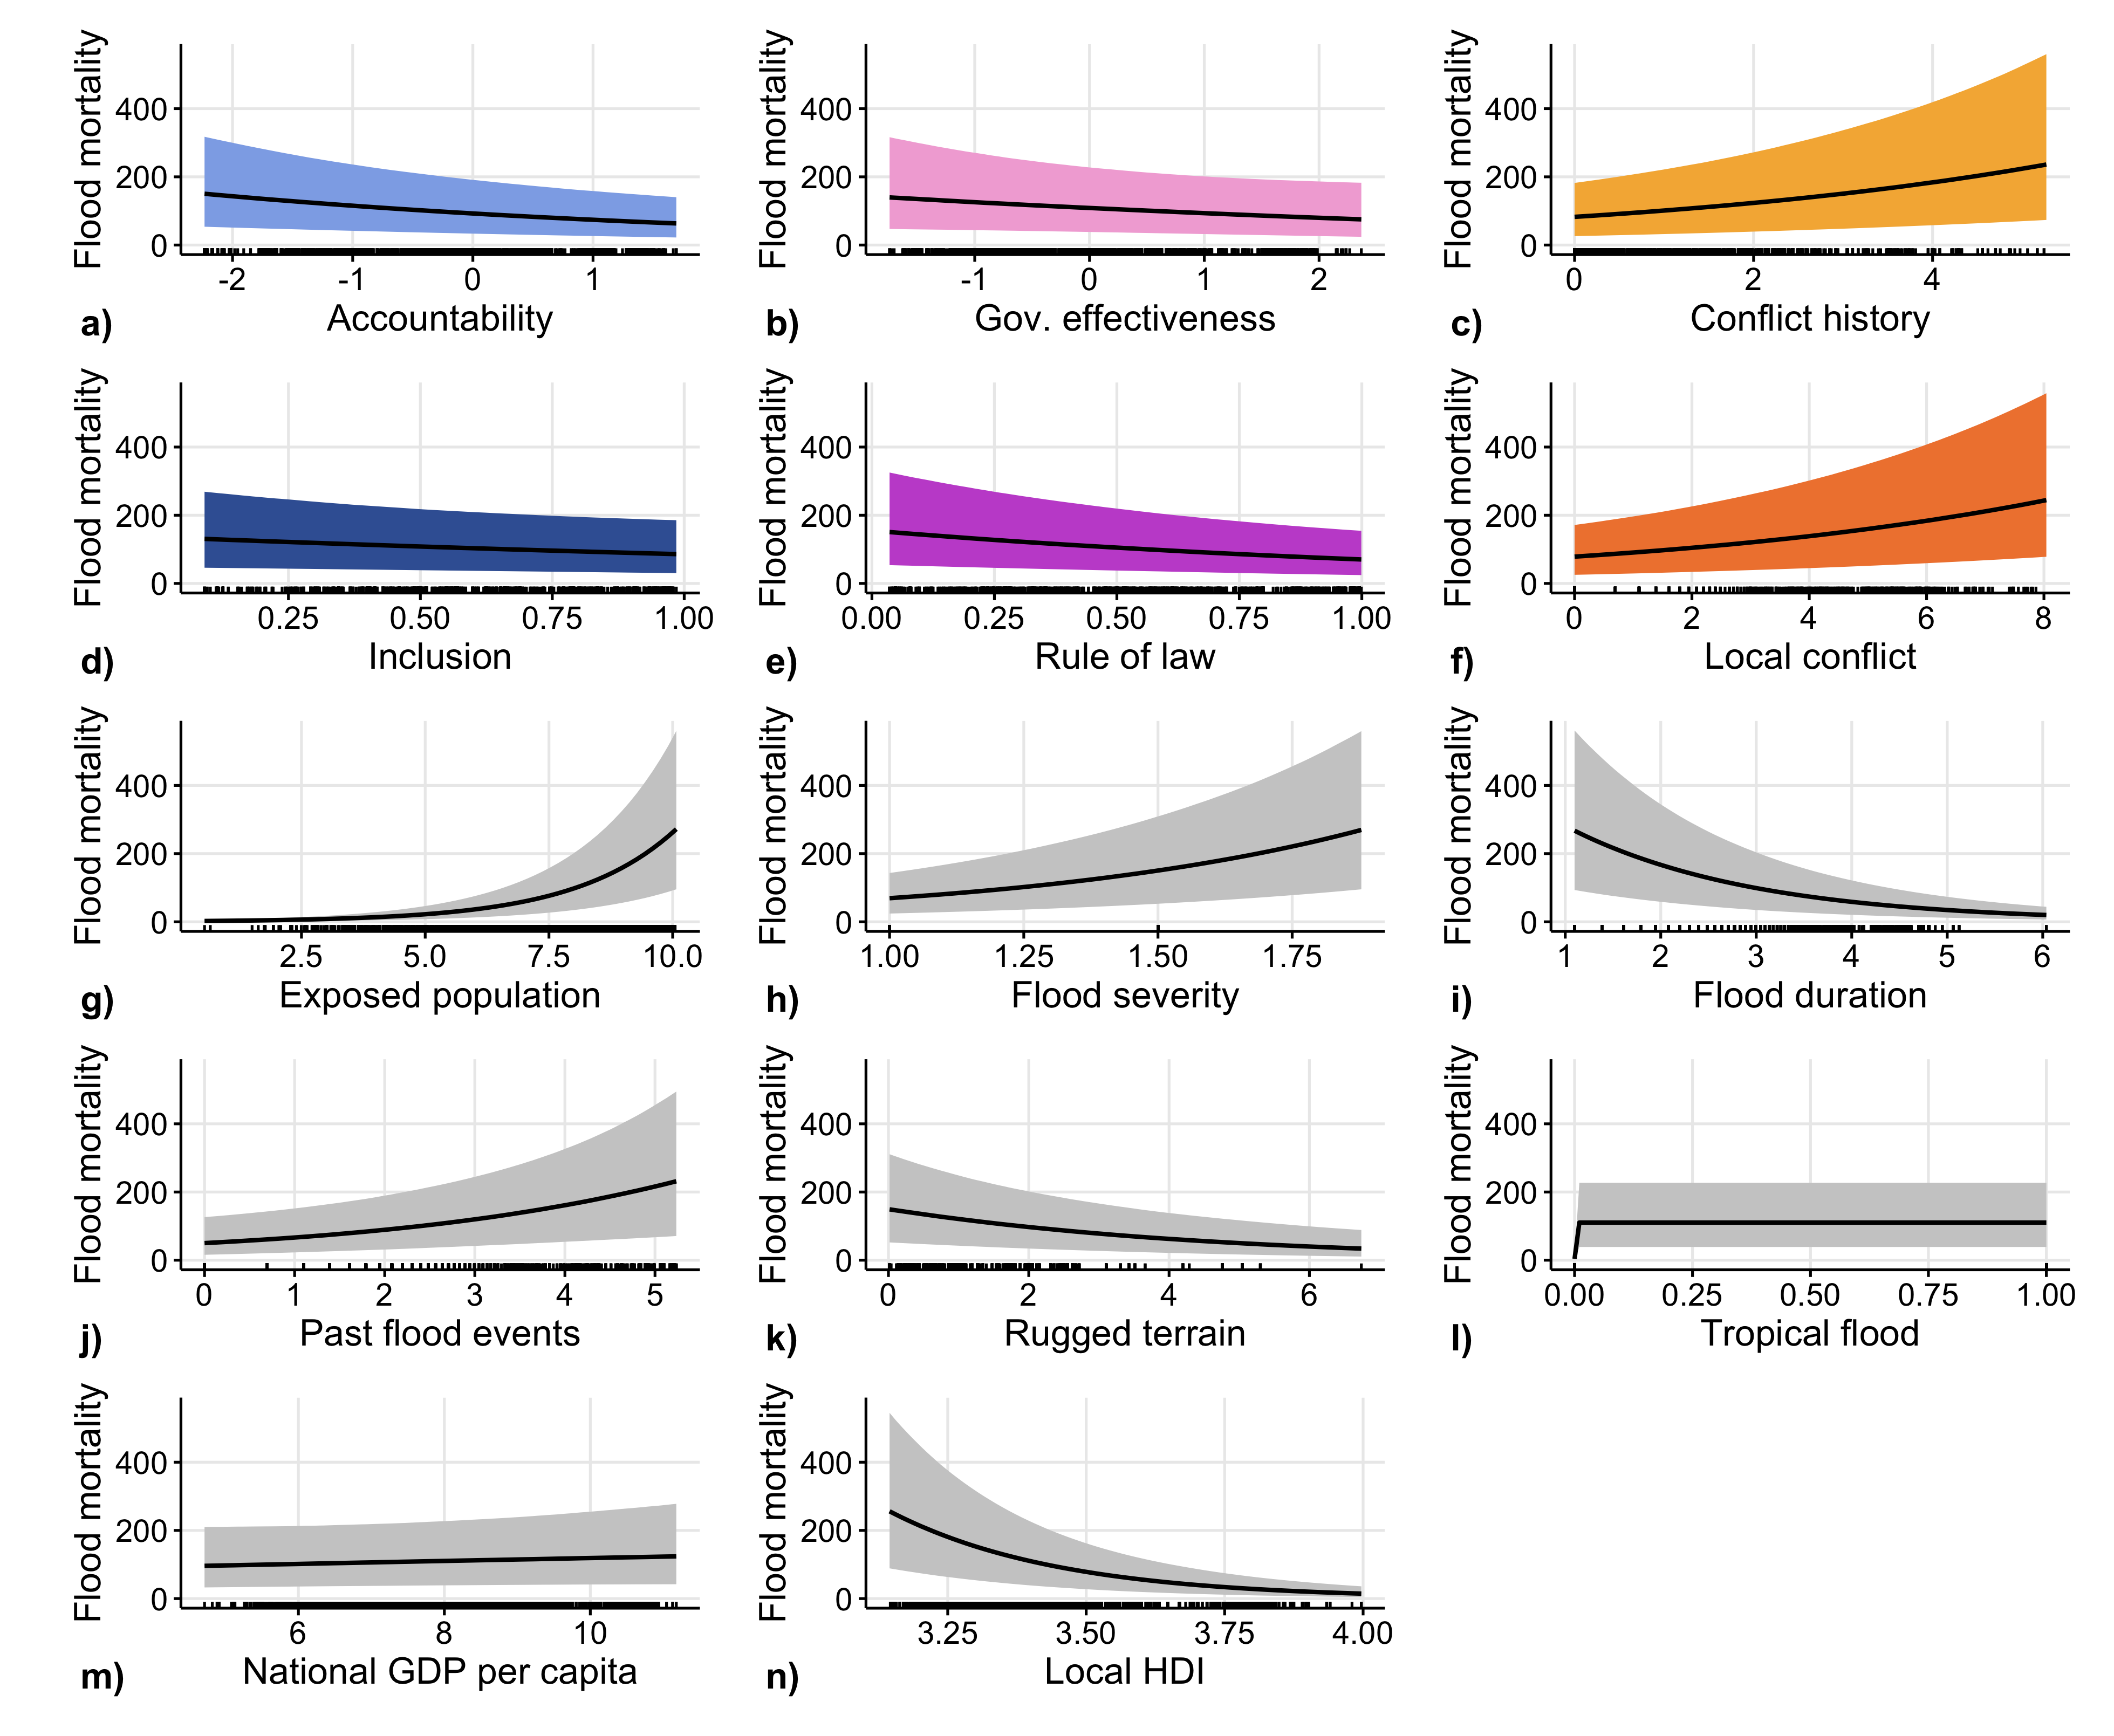 Flood mortality
400
200
0
-2 -1 0 1
a) Accountability
Flood mortality
400
200
0
-1 0 1 2
b) Gov. effectiveness
Flood mortality
400
200
0
0 2 4
c) Conflict history
Flood mortality
400
200
0
0.25 0.50 0.75 1.00
d) Inclusion
Flood mortality
400
200
0
0.00 0.25 0.50 0.75 1.00
e) Rule of law
Flood mortality
400
200
0
0 2 4 6 8
f) Local conflict
Flood mortality
400
200
0
2.5 5.0 7.5 10.0
g) Exposed population
Flood mortality
400
200
0
1.00 1.25 1.50 1.75
h) Flood severity
Flood mortality
400
200
0
1 2 3 4 5 6
i) Flood duration
Flood mortality
400
200
0
0 1 2 3 4 5
j) Past flood events
Flood mortality
400
200
0
0 2 4 6
k) Rugged terrain
Flood mortality
400
200
0
0.00 0.25 0.50 0.75 1.00
l) Tropical flood
Flood mortality
400
200
0
6 8 10
m) National GDP per capita
Flood mortality
400
200
0
3.25 3.50 3.75 4.00
n) Local HDI